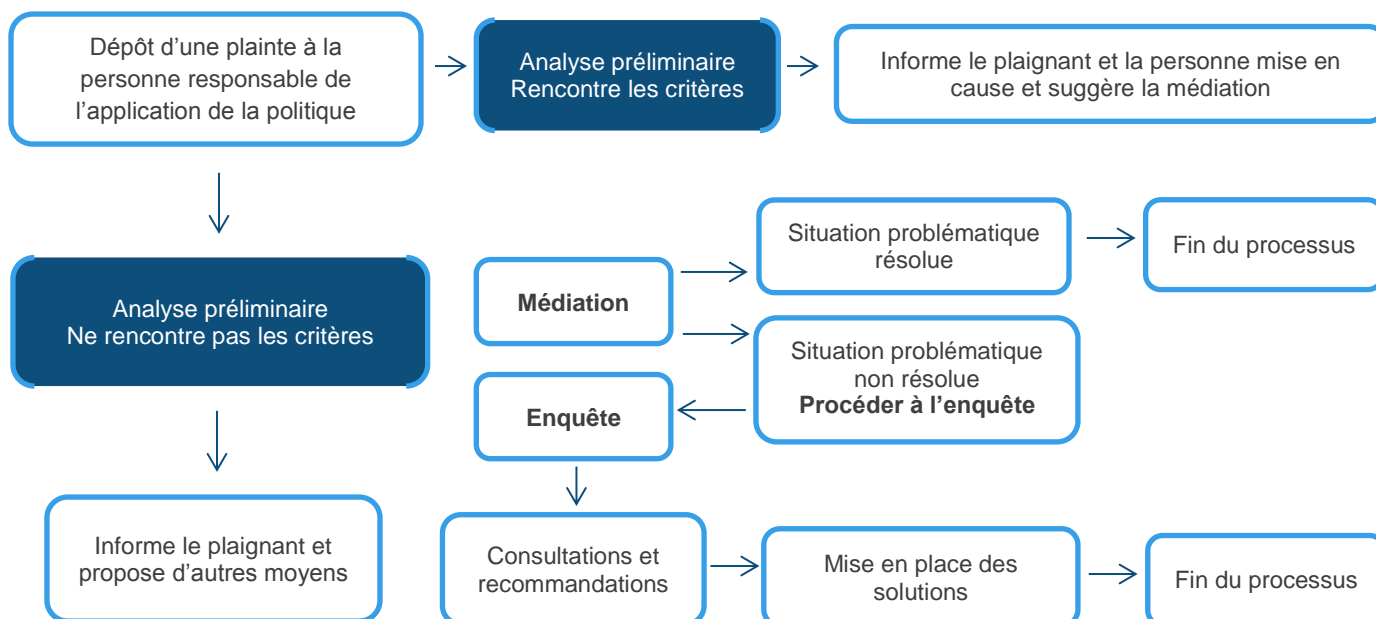 Dépôt d’une plainte à la
personne responsable de
l’application de la politique
Analyse préliminaire
Rencontre les critères
Informe le plaignant et la personne mise en
cause et suggère la médiation
Analyse préliminaire
Ne rencontre pas les critères
Informe le plaignant et
propose d’autres moyens
Médiation
Situation problématique
résolue
Fin du processus
Situation problématique
non résolue
Procéder à l’enquête
Enquête
Consultations et
recommandations
Mise en place des
solutions
Fin du processus